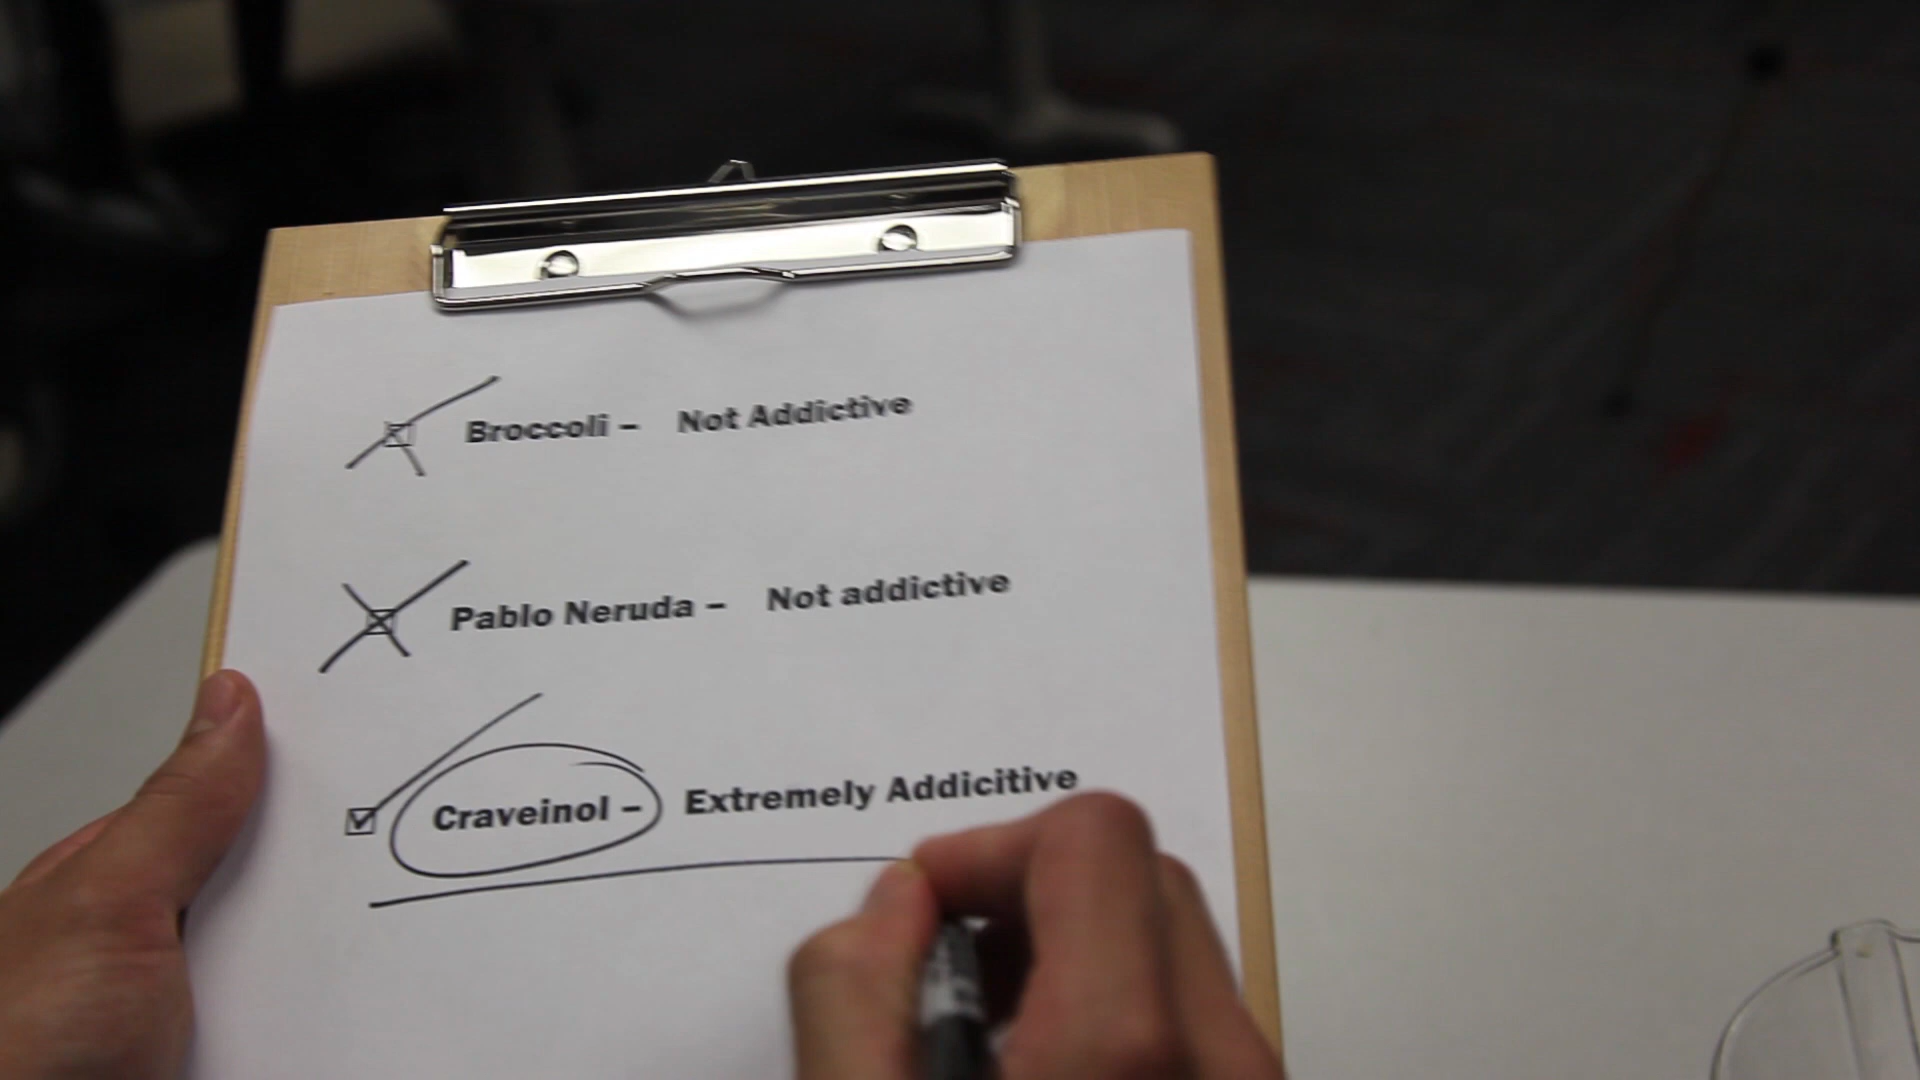 Broccoli – Not Addictive
Pablo Neruda – Not addictive
Craveinol – Extremely Addicitive